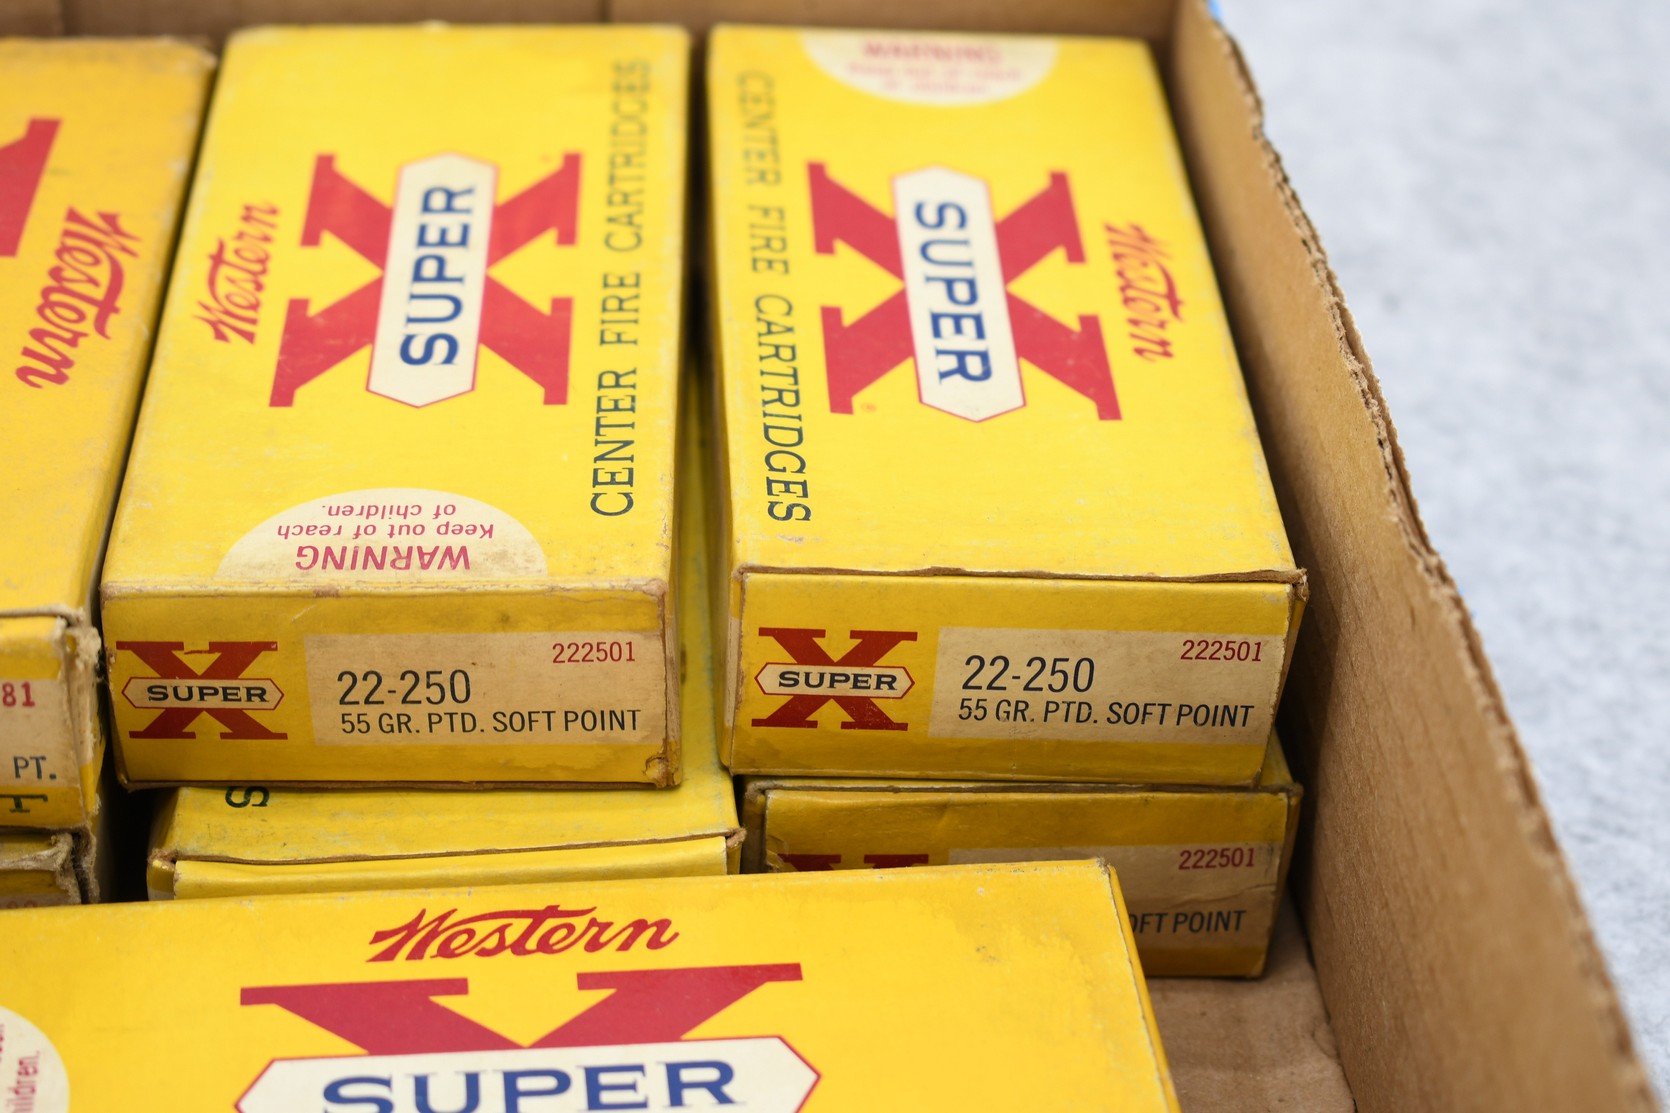 Western
Western
SUPER
X
CENTER FIRE CARTRIDGES
WARNING
Keep out of reach
of children.
X
SUPER
222501
22-250
55 GR. PTD. SOFT POINT
WARNING
CENTER FIRE CARTRIDGES
SUPER
X
Western
X
SUPER
222501
22-250
55 GR. PTD. SOFT POINT
81
PT.
S
222501
OFT POINT
Western
X
SUPER
ildren.